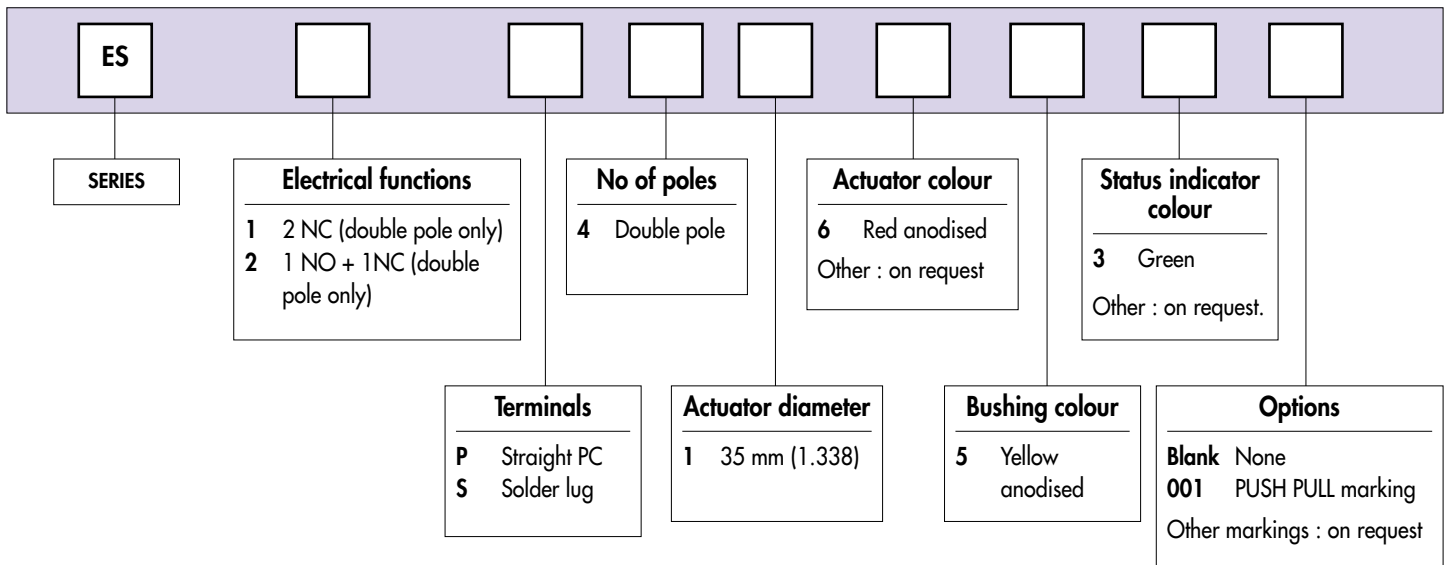 ES
SERIES
Electrical functions
1 2 NC (double pole only)
2 1 NO + 1NC (double
pole only)
No of poles
4 Double pole
Actuator colour
6 Red anodised
Other : on request
Status indicator
colour
3 Green
Other : on request.
Terminals
P Straight PC
S Solder lug
Actuator diameter
1 35 mm (1.338)
Bushing colour
5 Yellow
anodised
Options
Blank None
001 PUSH PULL marking
Other markings : on request